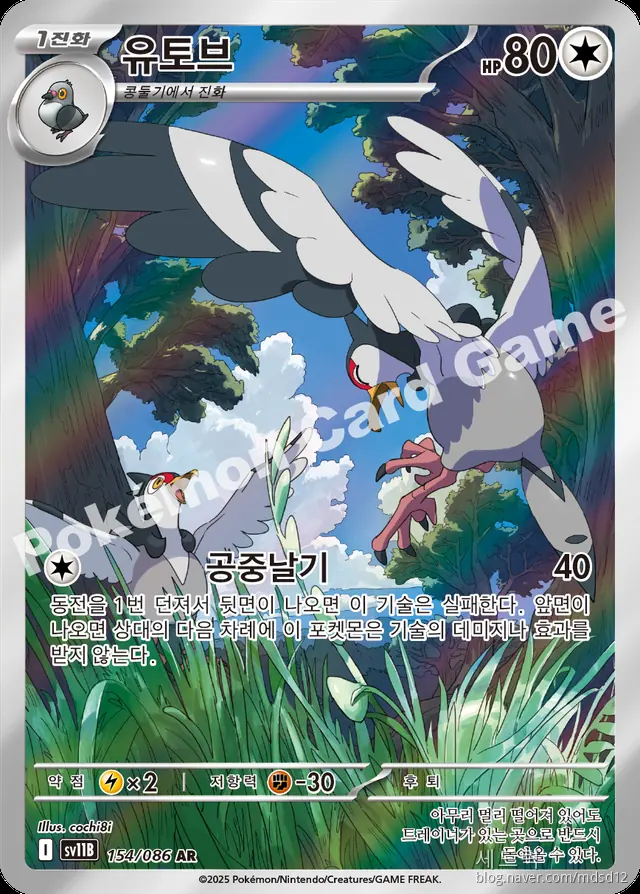 1진화 유토브 HP 80
콩둘기에서 진화
Pokémon Card Game
공중날기 40
동전을 1번 던져서 뒷면이 나오면 이 기술은 실패한다. 앞면이
나오면 상대의 다음 차례에 이 포켓몬은 기술의 데미지나 효과를
받지 않는다.
약 점 ×2 저항력 -30 후 퇴
Illus. cochi8i
아무리 멀리 떨어져 있어도
트레이너가 있는 곳으로 반드시
돌아올 수 있다.
I sv11B 154/086 AR
©2025 Pokémon/Nintendo/Creatures/GAME FREAK.
blog.naver.com/mdsd12